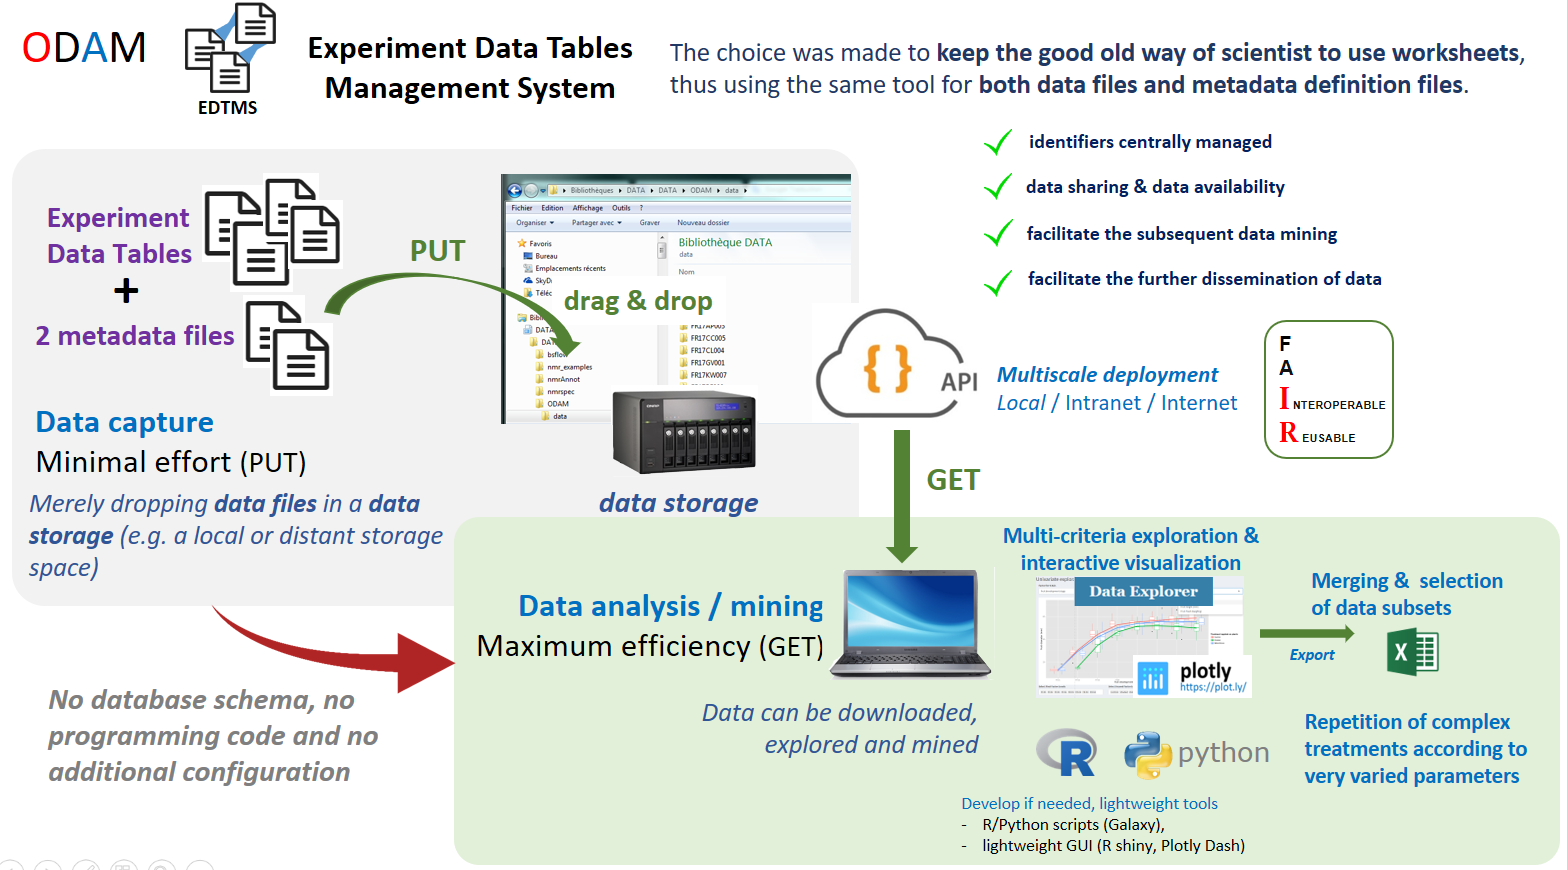 ODAM
EDTMS
Experiment Data Tables
Management System
The choice was made to keep the good old way of scientist to use worksheets,
thus using the same tool for both data files and metadata definition files.
identifiers centrally managed
data sharing & data availability
facilitate the subsequent data mining
facilitate the further dissemination of data
Experiment
Data Tables
+
2 metadata files
PUT
Bibliothèques DATA DATA ODAM data
Fichier Edition Affichage Outils ?
Organiser Partager avec Graver Nouveau dossier
Favoris
Bureau
Emplacements récents
Bibliothèque DATA
data
Nom
drag & drop
DATA
bsflow
nmr_examples
nmrAnnot
nmrspec
ODAM
data
FR17CC005
FR17CL004
FR17GV001
FR17KW007
{ }
API
Multiscale deployment
Local / Intranet / Internet
F
A
INTEROPERABLE
REUSABLE
Data capture
Minimal effort (PUT)
Merely dropping data files in a data
storage (e.g. a local or distant storage
space)
data storage
GET
No database schema, no
programming code and no
additional configuration
Data analysis / mining
Maximum efficiency (GET)
Data can be downloaded,
explored and mined
Multi-criteria exploration &
interactive visualization
Data Explorer
plotly
https://plot.ly/
Export
Merging & selection
of data subsets
X
R
python
Repetition of complex
treatments according to
very varied parameters
Develop if needed, lightweight tools
- R/Python scripts (Galaxy),
- lightweight GUI (R shiny, Plotly Dash)